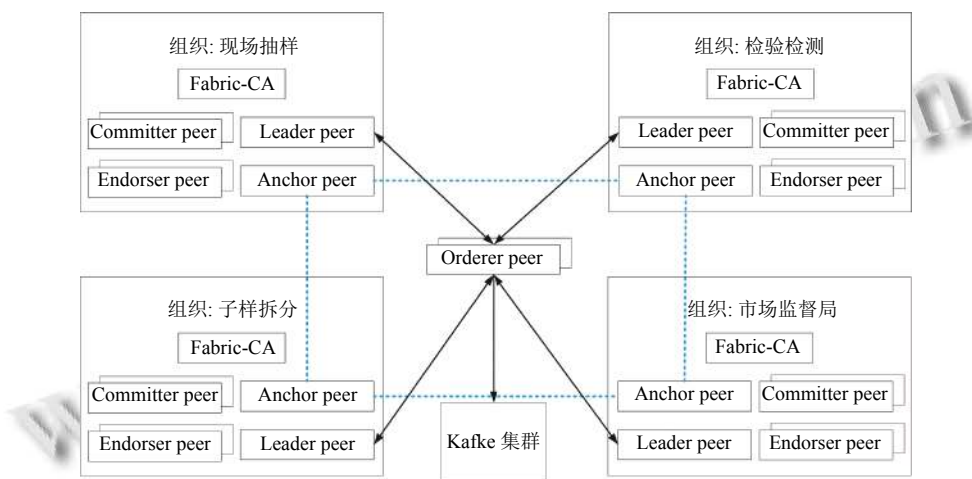 组织: 现场抽样
Fabric-CA
Committer peer
Leader peer
Endorser peer
Anchor peer
组织: 检验检测
Fabric-CA
Leader peer
Committer peer
Anchor peer
Endorser peer
Orderer peer
组织: 子样拆分
Fabric-CA
Committer peer
Anchor peer
Endorser peer
Leader peer
Kafke 集群
组织: 市场监督局
Fabric-CA
Anchor peer
Committer peer
Leader peer
Endorser peer